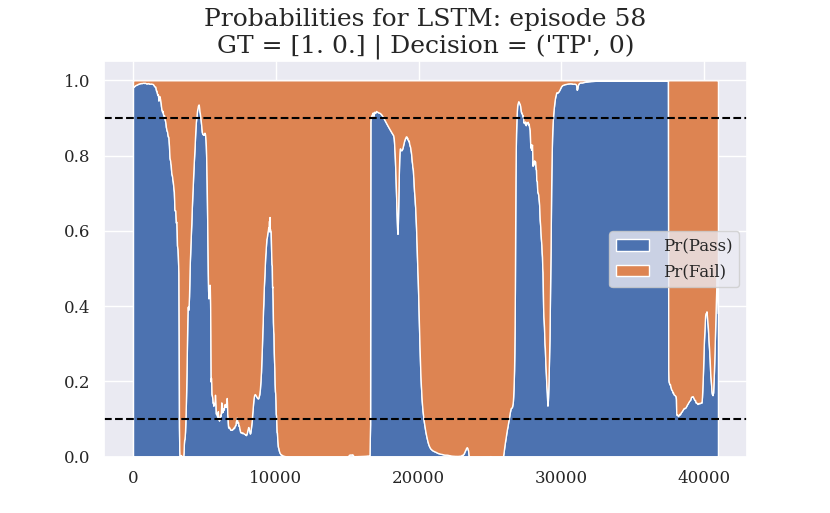 Probabilities for LSTM: episode 58
GT = [1. 0.] | Decision = ('TP', 0)
1.0
0.8
0.6
0.4
0.2
0.0
Pr(Pass)
Pr(Fail)
0
10000
20000
30000
40000